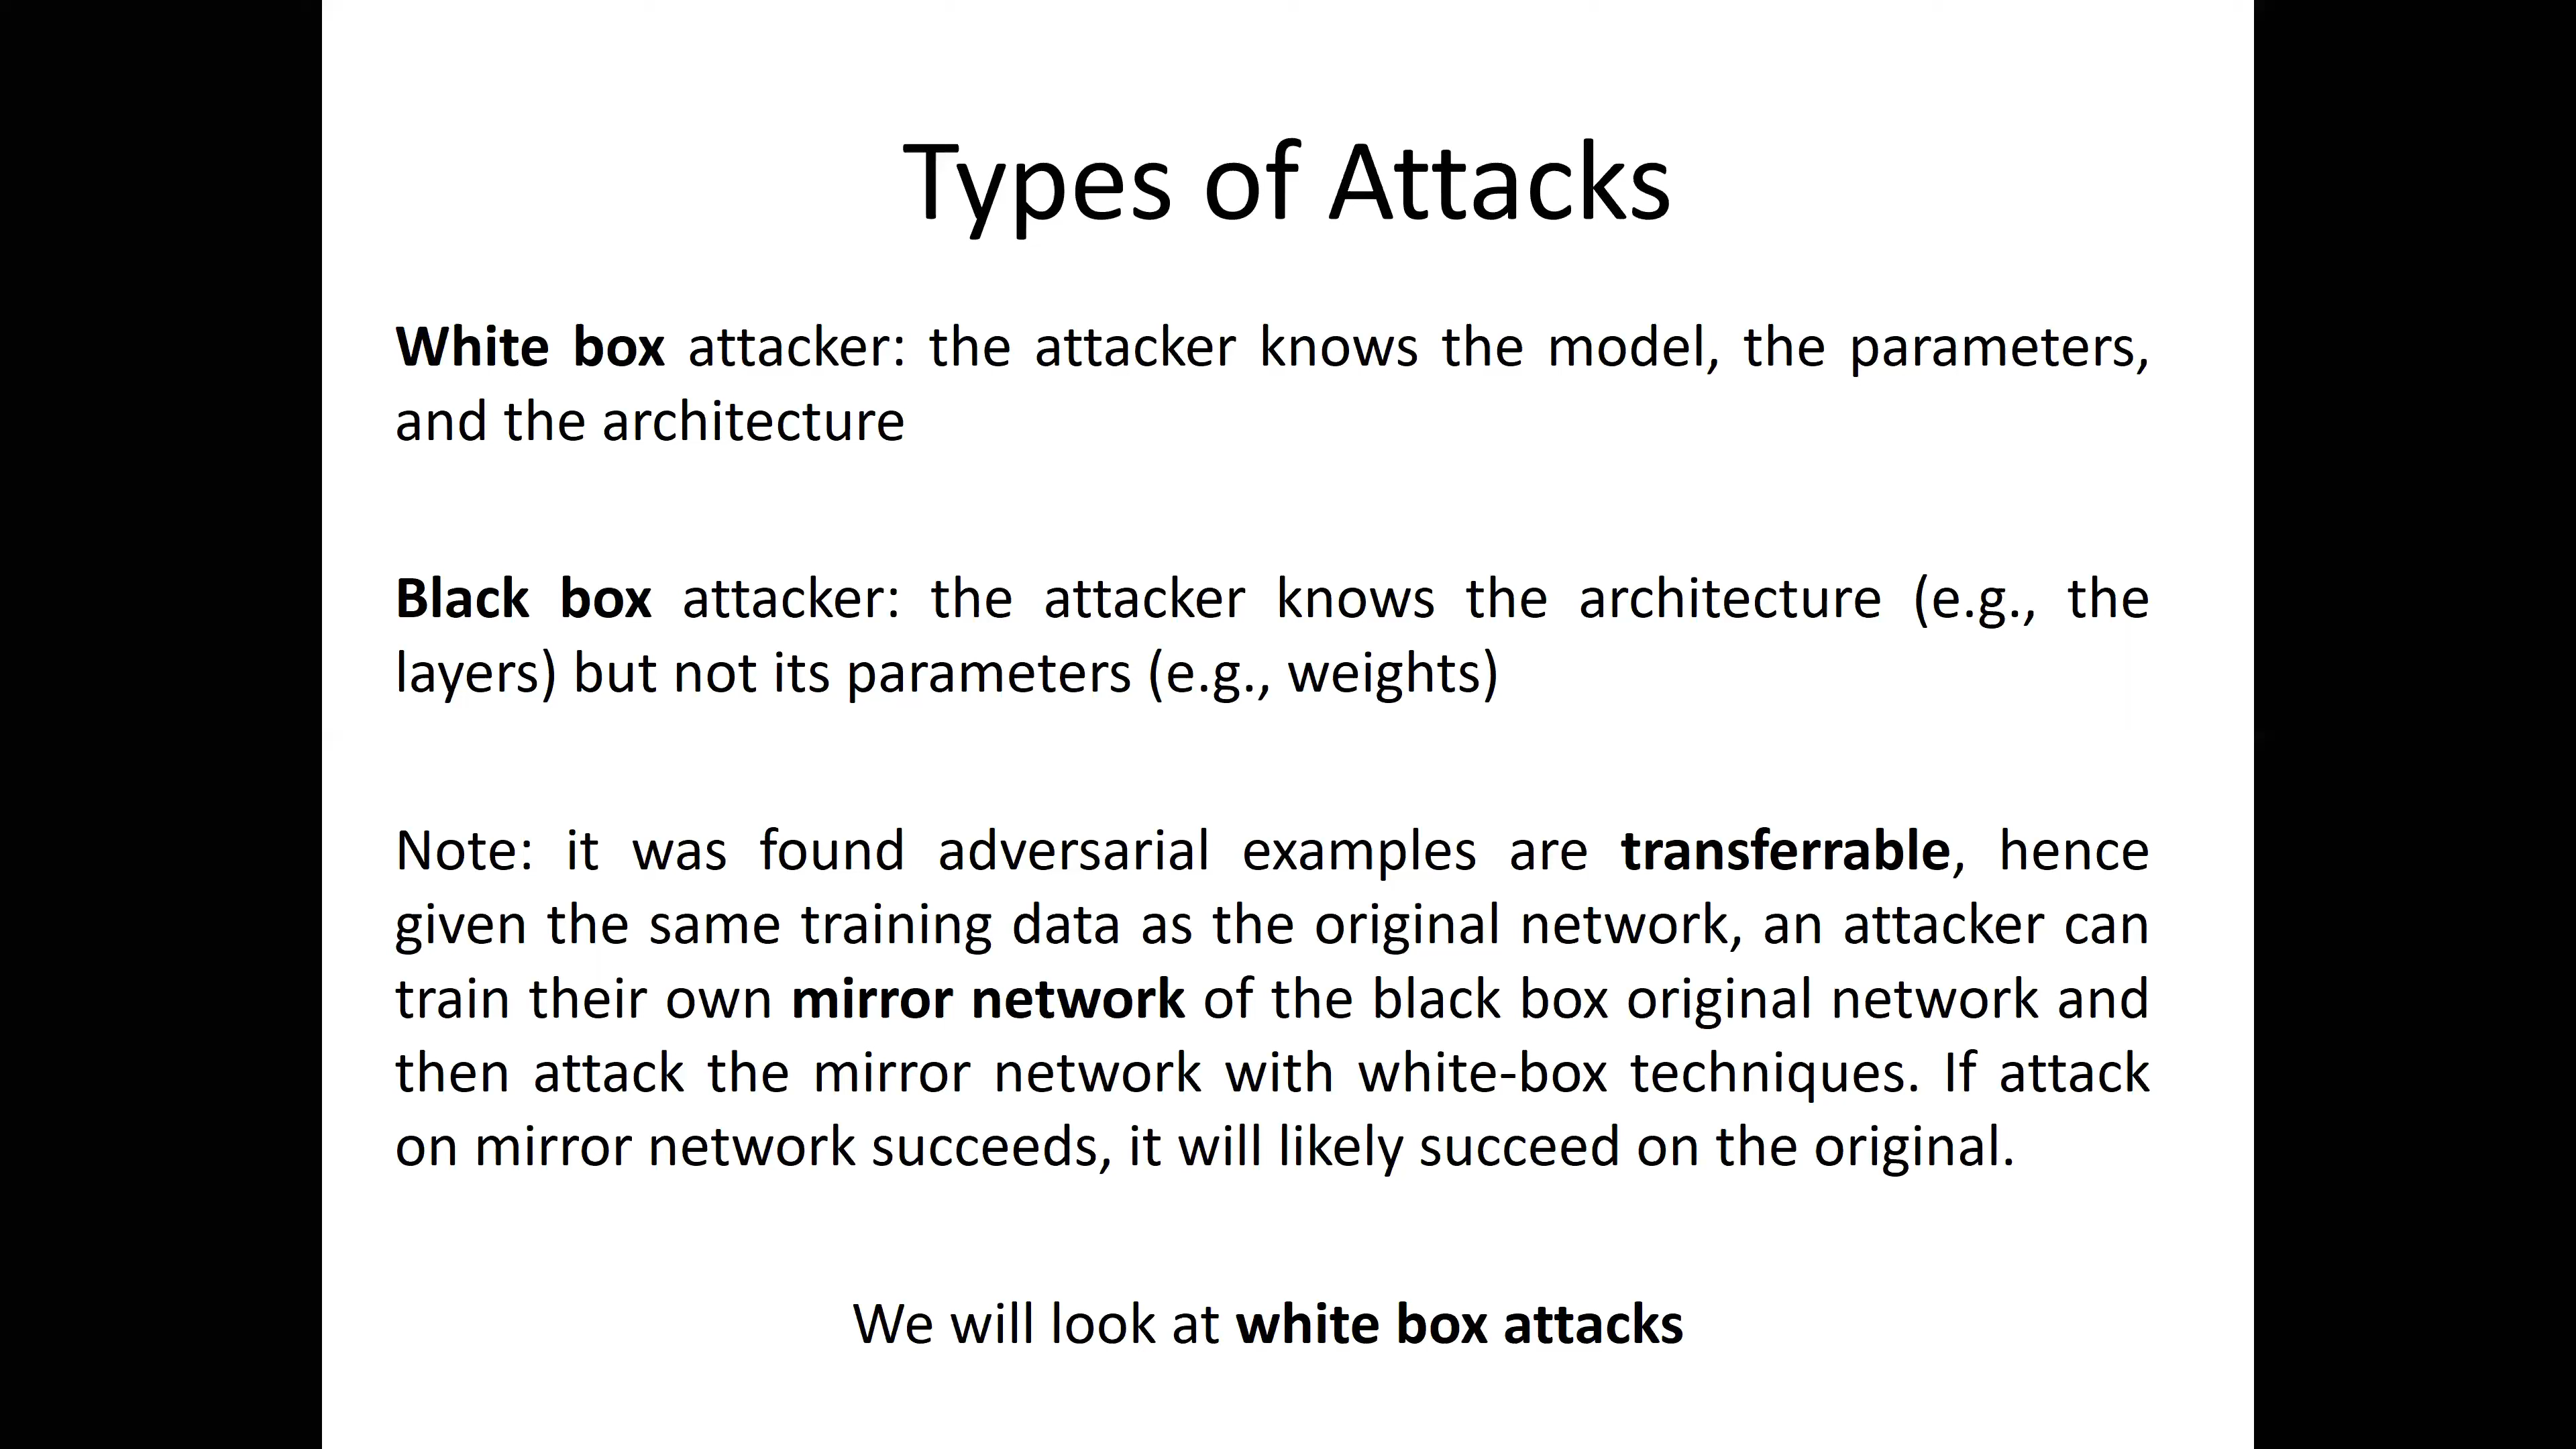 Types of Attacks
White box attacker: the attacker knows the model, the parameters,
and the architecture
Black box attacker: the attacker knows the architecture (e.g., the
layers) but not its parameters (e.g., weights)
Note: it was found adversarial examples are transferrable, hence
given the same training data as the original network, an attacker can
train their own mirror network of the black box original network and
then attack the mirror network with white-box techniques. If attack
on mirror network succeeds, it will likely succeed on the original.
We will look at white box attacks